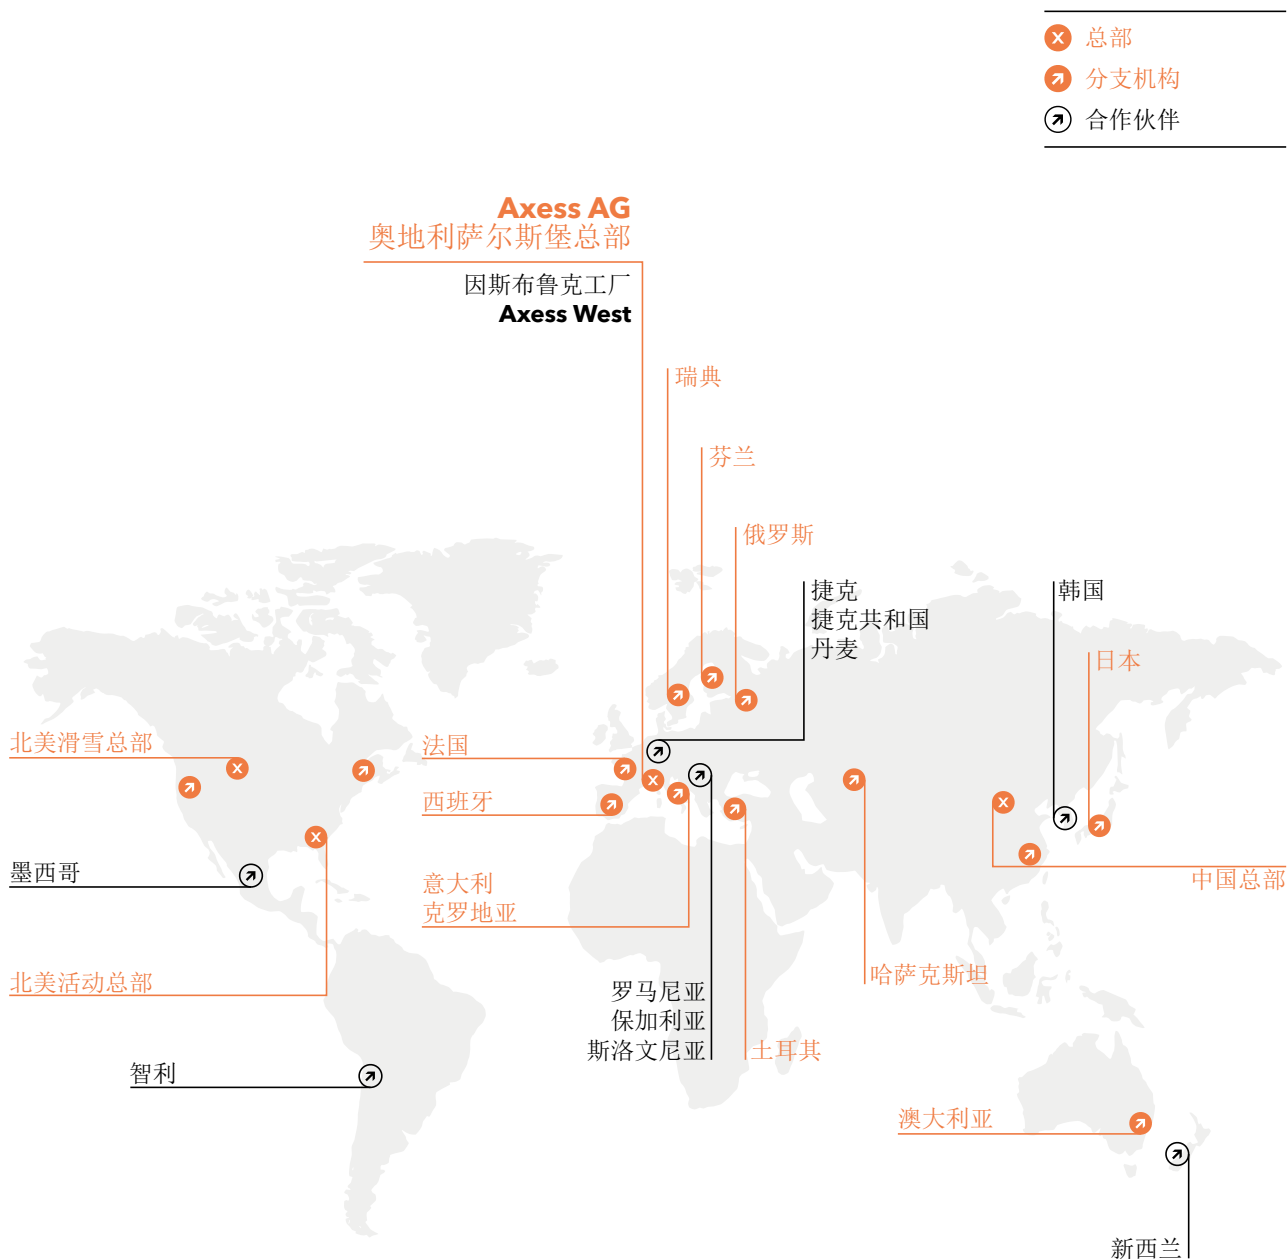 总部
分支机构
合作伙伴
Axess AG
奥地利萨尔斯堡总部
因斯布鲁克工厂
Axess West
瑞典
芬兰
俄罗斯
捷克
捷克共和国
丹麦
韩国
日本
北美滑雪总部
法国
西班牙
墨西哥
意大利
克罗地亚
中国总部
北美活动总部
哈萨克斯坦
罗马尼亚
保加利亚
斯洛文尼亚
土耳其
智利
澳大利亚
新西兰